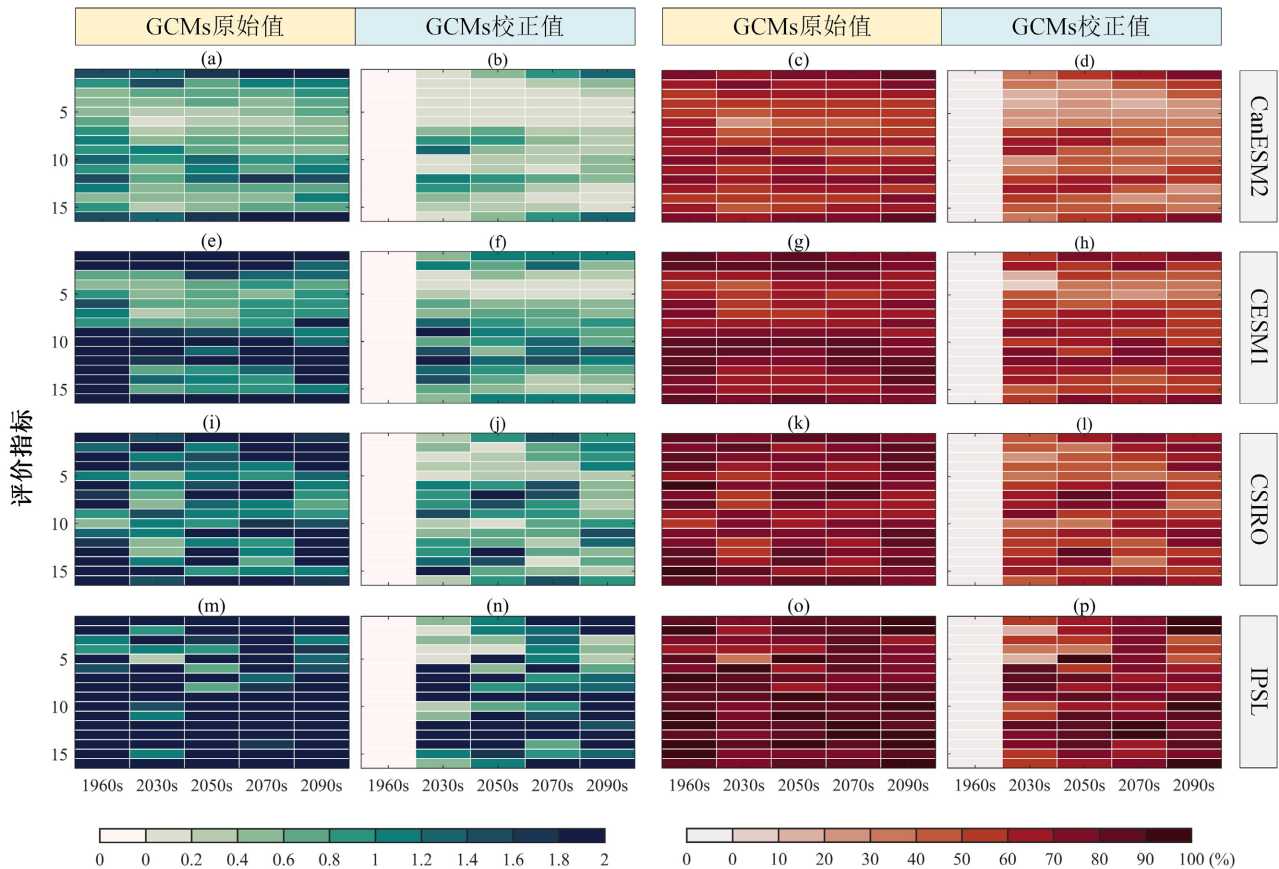 GCMs原始值 GCMs校正值 GCMs原始值 GCMs校正值
(a) (b) (c) (d)
5
10
15
CanESM2
(e) (f) (g) (h)
5
10
15
CESM1
评价指标
(i) (j) (k) (l)
5
10
15
CSIRO
(m) (n) (o) (p)
5
10
15
IPSL
1960s 2030s 2050s 2070s 2090s 1960s 2030s 2050s 2070s 2090s 1960s 2030s 2050s 2070s 2090s 1960s 2030s 2050s 2070s 2090s
0 0 0.2 0.4 0.6 0.8 1 1.2 1.4 1.6 1.8 2 0 0 10 20 30 40 50 60 70 80 90 100 (%)